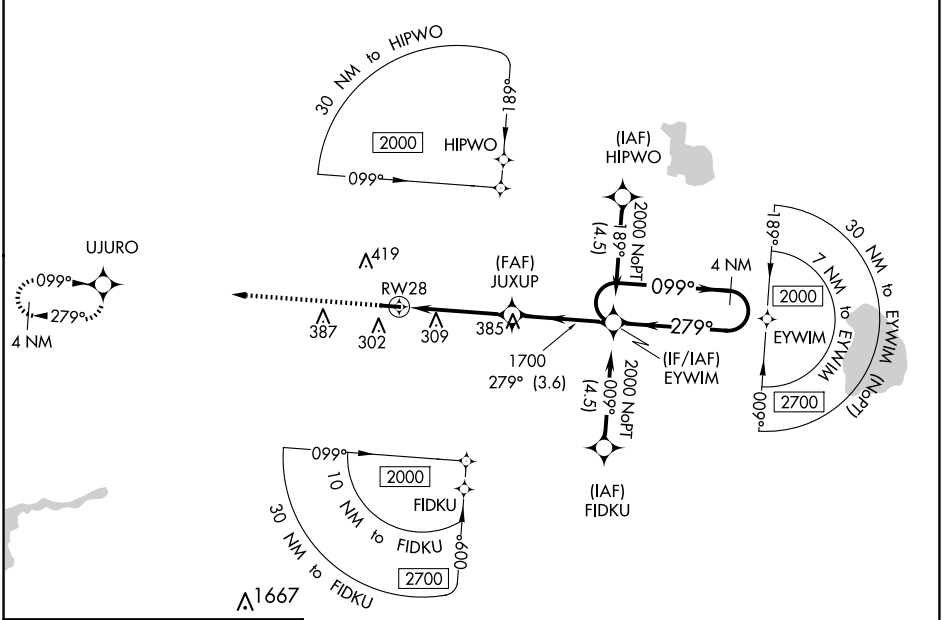 30 NM to HIPWO
189°
2000
HIPWO
099°
(IAF)
HIPWO
2000 NoPT
189°
(4.5)
UJURO
099°
279°
4 NM
419
RW28
387
302
309
(FAF)
JUXUP
385
1700
279° (3.6)
099°
4 NM
279°
(IF/IAF)
EYWIM
2000 NoPT
009°
(4.5)
(IAF)
FIDKU
189°
30 NM to EYWIM (NoPT)
7 NM to EYWIM
2000
EYWIM
2700
009°
099°
2000
FIDKU
10 NM to FIDKU
30 NM to FIDKU
2700
009°
1667